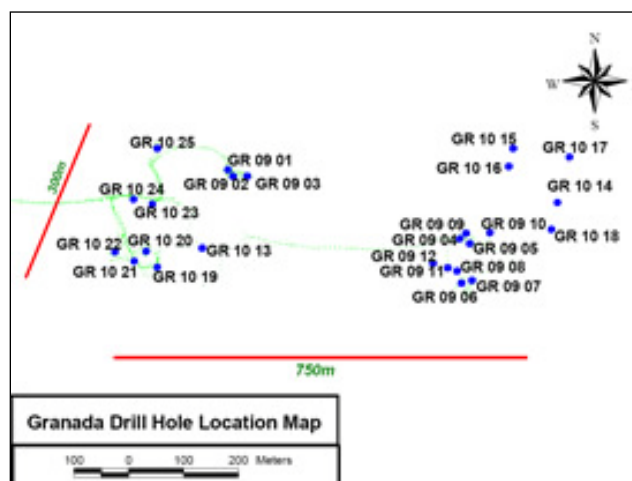 N
W
S
GR 10 25
GR 10 15
GR 10 17
GR 10 16
GR 09 01
GR 09 02
GR 09 03
300m
GR 10 24
GR 10 23
GR 10 14
GR 09 09
GR 09 10
GR 09 04
GR 10 18
GR 10 22
GR 10 20
GR 10 13
GR 09 05
GR 09 12
GR 10 21
GR 10 19
GR 09 11
GR 09 08
GR 09 06
GR 09 07
750m
Granada Drill Hole Location Map
100 0 100 200 Meters